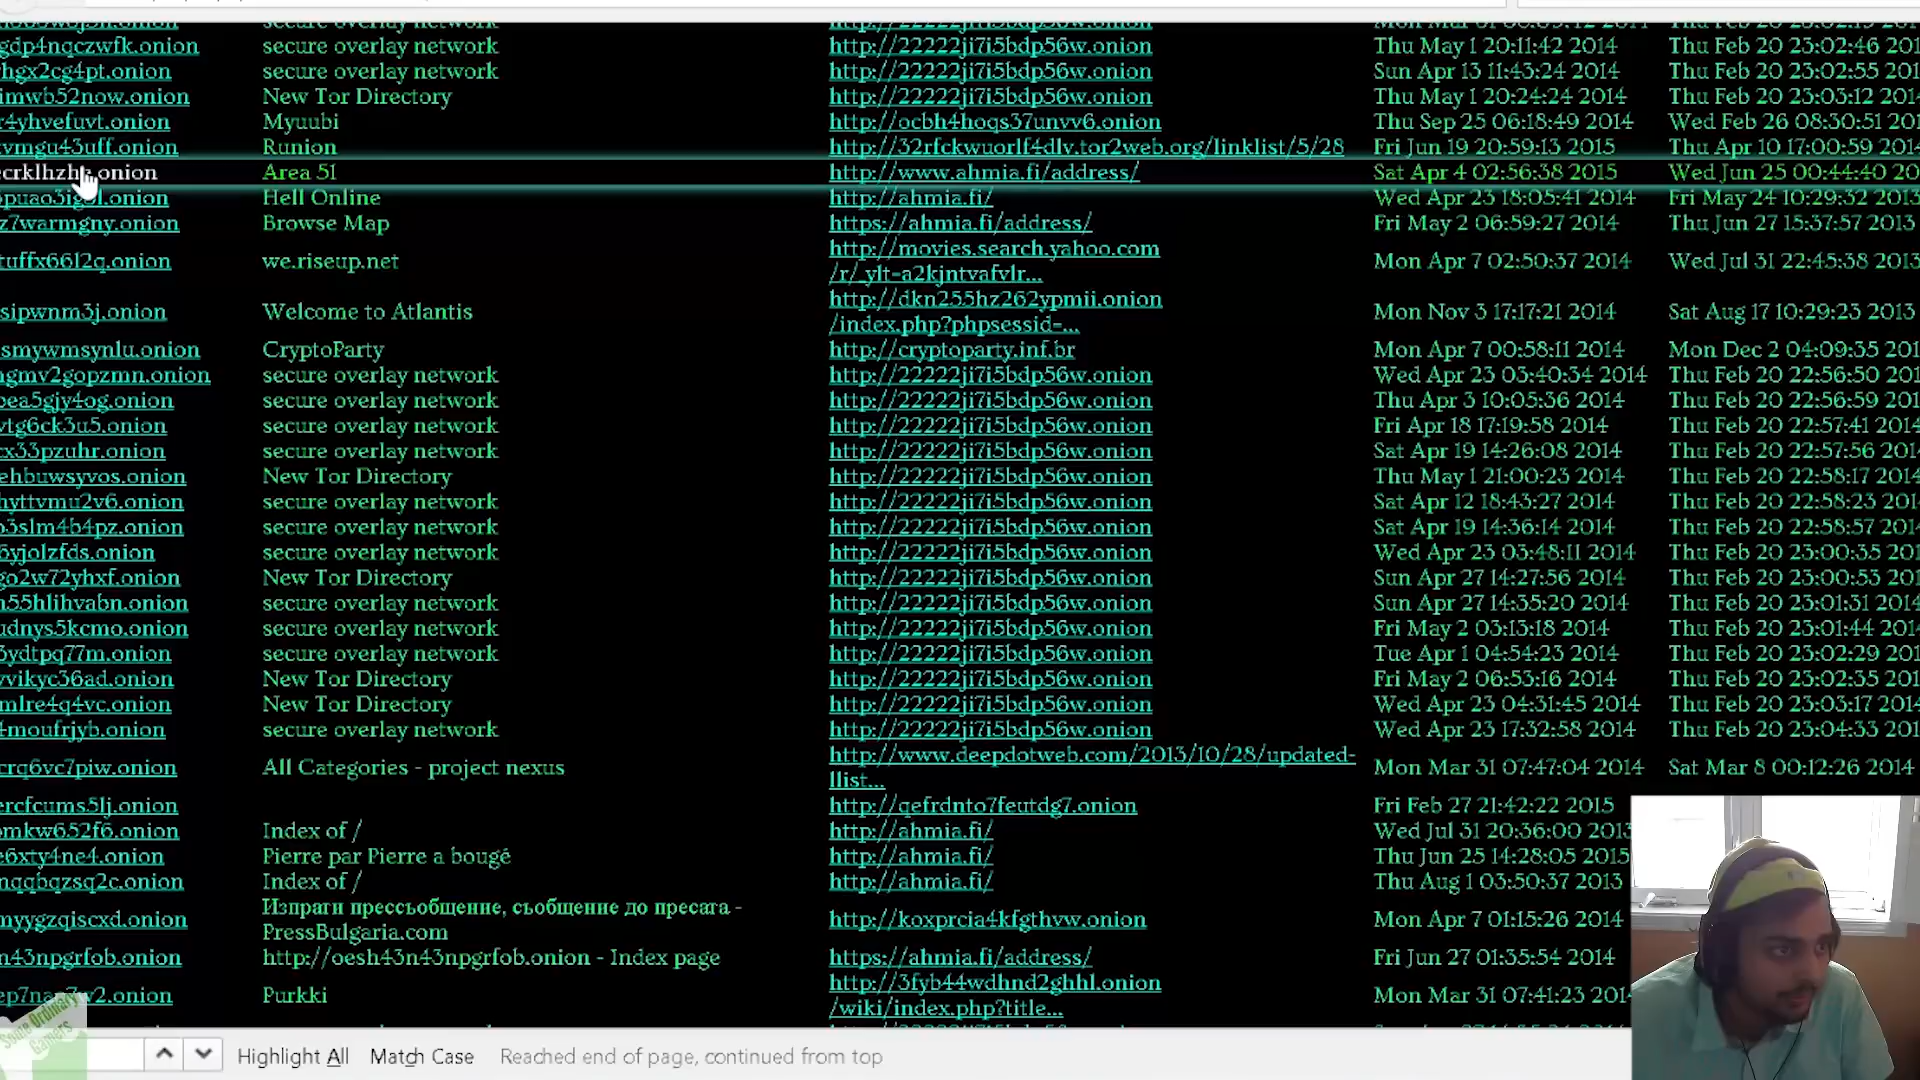 gdp4nqczwfk.onion secure overlay network http://22222ji7i5bdp56w.onion Thu May 1 20:11:42 2014 Thu Feb 20 23:02:46 201
hgx2cg4pt.onion secure overlay network http://22222ji7i5bdp56w.onion Sun Apr 13 11:43:24 2014 Thu Feb 20 23:02:55 201
imwb52now.onion New Tor Directory http://22222ji7i5bdp56w.onion Thu May 1 20:24:24 2014 Thu Feb 20 23:03:12 201
r4yhvefuvt.onion Myuubi http://ocbh4hoqs37unvv6.onion Thu Sep 25 06:18:49 2014 Wed Feb 26 08:30:51 201
vmgu43uff.onion Runion http://32rfckwuorlf4dlv.tor2web.org/linklist/5/28 Fri Jun 19 20:59:13 2015 Thu Apr 10 17:00:59 201
Area 51 http://www.ahmia.fi/address/ Sat Apr 4 02:56:38 2015 Wed Jun 25 00:44:40 20
Hell Online http://ahmia.fi/ Wed Apr 23 18:05:41 2014 Fri May 24 10:29:32 2013
z7warmgny.onion Browse Map https://ahmia.fi/address/ Fri May 2 06:59:27 2014 Thu Jun 27 15:37:57 2013
tuffx66l2q.onion we.riseup.net http://movies.search.yahoo.com Mon Apr 7 02:50:37 2014 Wed Jul 31 22:45:38 2013
/r/_ylt=a2kjntvafvlr...
sipwnm3j.onion Welcome to Atlantis http://dkn255hz262ypmii.onion Mon Nov 3 17:17:21 2014 Sat Aug 17 10:29:23 2013
/index.php?phpsessid=...
smywmsynlu.onion CryptoParty http://cryptoparty.inf.br Mon Apr 7 00:58:11 2014 Mon Dec 2 04:09:35 201
gmv2gopzmn.onion secure overlay network http://22222ji7i5bdp56w.onion Wed Apr 23 03:40:34 2014 Thu Feb 20 22:56:50 201
bea5gjy4og.onion secure overlay network http://22222ji7i5bdp56w.onion Thu Apr 3 10:05:36 2014 Thu Feb 20 22:56:59 201
vtg6ck3u5.onion secure overlay network http://22222ji7i5bdp56w.onion Fri Apr 18 17:19:58 2014 Thu Feb 20 22:57:41 201
cx33pzuhr.onion secure overlay network http://22222ji7i5bdp56w.onion Sat Apr 19 14:26:08 2014 Thu Feb 20 22:57:56 201
ehbuwsyvos.onion New Tor Directory http://22222ji7i5bdp56w.onion Thu May 1 21:00:23 2014 Thu Feb 20 22:58:17 201
hyttvmu2v6.onion secure overlay network http://22222ji7i5bdp56w.onion Sat Apr 12 18:43:27 2014 Thu Feb 20 22:58:23 201
o3slm4b4pz.onion secure overlay network http://22222ji7i5bdp56w.onion Sat Apr 19 14:36:14 2014 Thu Feb 20 22:58:57 201
6yjolzfds.onion secure overlay network http://22222ji7i5bdp56w.onion Wed Apr 23 03:48:11 2014 Thu Feb 20 23:00:35 201
go2w72yhxf.onion New Tor Directory http://22222ji7i5bdp56w.onion Sun Apr 27 14:27:56 2014 Thu Feb 20 23:00:53 201
n55hlihvabn.onion secure overlay network http://22222ji7i5bdp56w.onion Sun Apr 27 14:35:20 2014 Thu Feb 20 23:01:31 201
udnys5kcmo.onion secure overlay network http://22222ji7i5bdp56w.onion Fri May 2 03:13:18 2014 Thu Feb 20 23:01:44 201
3ydtpq77m.onion secure overlay network http://22222ji7i5bdp56w.onion Tue Apr 1 04:54:23 2014 Thu Feb 20 23:02:29 201
vvikyc36ad.onion New Tor Directory http://22222ji7i5bdp56w.onion Fri May 2 06:53:16 2014 Thu Feb 20 23:02:35 201
mlre4q4vc.onion New Tor Directory http://22222ji7i5bdp56w.onion Wed Apr 23 04:31:45 2014 Thu Feb 20 23:03:17 201
4moufrjyb.onion secure overlay network http://22222ji7i5bdp56w.onion Wed Apr 23 17:32:58 2014 Thu Feb 20 23:04:33 201
crq6vc7piw.onion All Categories - project nexus http://www.deepdotweb.com/2013/10/28/updated- Mon Mar 31 07:47:04 2014 Sat Mar 8 00:12:26 2014
llist...
ercfcums5lj.onion http://qefrdnto7feutdg7.onion Fri Feb 27 21:42:22 2015
omkw652f6.onion Index of / http://ahmia.fi/ Wed Jul 31 20:36:00 2013
e6xty4ne4.onion Pierre par Pierre a bougé http://ahmia.fi/ Thu Jun 25 14:28:05 2015
nqqbqzsq2c.onion Index of / http://ahmia.fi/ Thu Aug 1 03:50:37 2013
myygzqiscxd.onion Изпрати прессъобщение, съобщение до пресата - http://koxprcia4kfgthvw.onion Mon Apr 7 01:15:26 2014
PressBulgaria.com
n43npgrfob.onion http://oesh43n43npgrfob.onion - Index page https://ahmia.fi/address/ Fri Jun 27 01:35:54 2014
Purkki http://3fyb44wdhnd2ghhl.onion Mon Mar 31 07:41:23 201
/wiki/index.php?title...
Some Ordinary
Gamers
Highlight All Match Case Reached end of page, continued from top